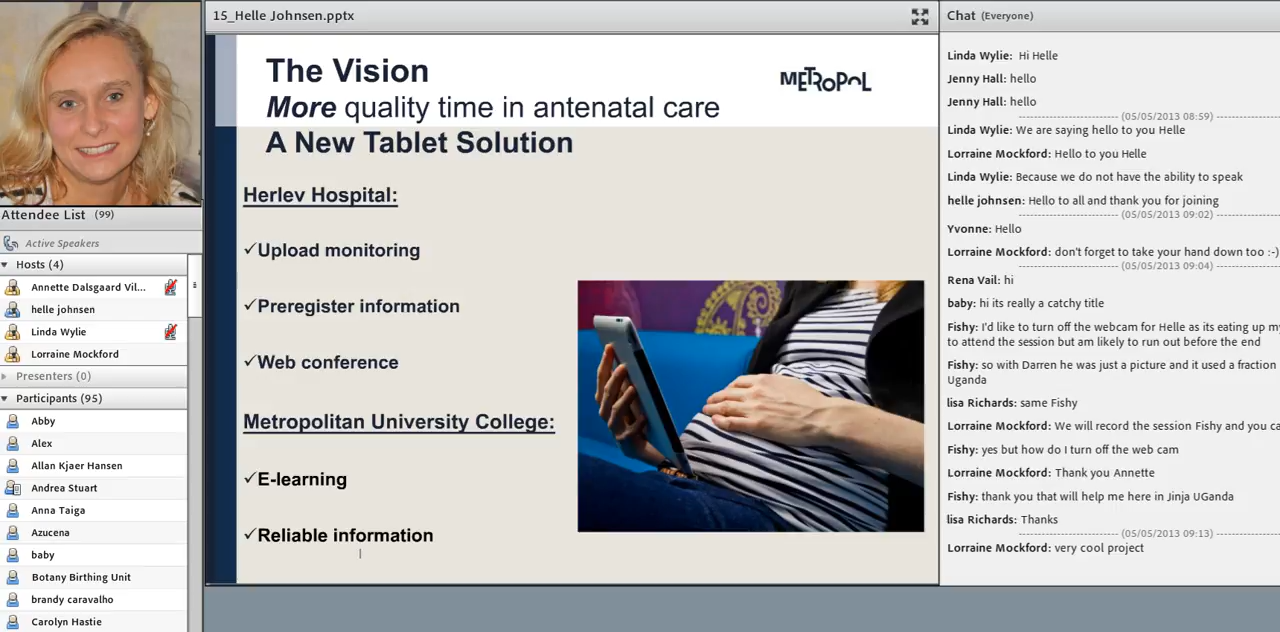 15_Helle Johnsen.pptx
The Vision
More quality time in antenatal care
A New Tablet Solution
METROPOL
Herlev Hospital:
✓Upload monitoring
✓Preregister information
✓Web conference
Metropolitan University College:
✓E-learning
✓Reliable information
Attendee List (99)
Active Speakers
Hosts (4)
Annette Dalsgaard Vil...
helle johnsen
Linda Wylie
Lorraine Mockford
Presenters (0)
Participants (95)
Abby
Alex
Allan Kjaer Hansen
Andrea Stuart
Anna Taiga
Azucena
baby
Botany Birthing Unit
brandy caravalho
Carolyn Hastie
Chat (Everyone)
Linda Wylie: Hi Helle
Jenny Hall: hello
Jenny Hall: hello
(05/05/2013 08:59)
Linda Wylie: We are saying hello to you Helle
Lorraine Mockford: Hello to you Helle
Linda Wylie: Because we do not have the ability to speak
helle johnsen: Hello to all and thank you for joining
(05/05/2013 09:02)
Yvonne: Hello
Lorraine Mockford: don't forget to take your hand down too :-)
(05/05/2013 09:04)
Rena Vail: hi
baby: hi its really a catchy title
Fishy: I'd like to turn off the webcam for Helle as its eating up my
to attend the session but am likely to run out before the end
Fishy: so with Darren he was just a picture and it used a fraction
Uganda
lisa Richards: same Fishy
Lorraine Mockford: We will record the session Fishy and you ca
Fishy: yes but how do I turn off the web cam
Lorraine Mockford: Thank you Annette
Fishy: thank you that will help me here in Jinja UGanda
lisa Richards: Thanks
(05/05/2013 09:13)
Lorraine Mockford: very cool project